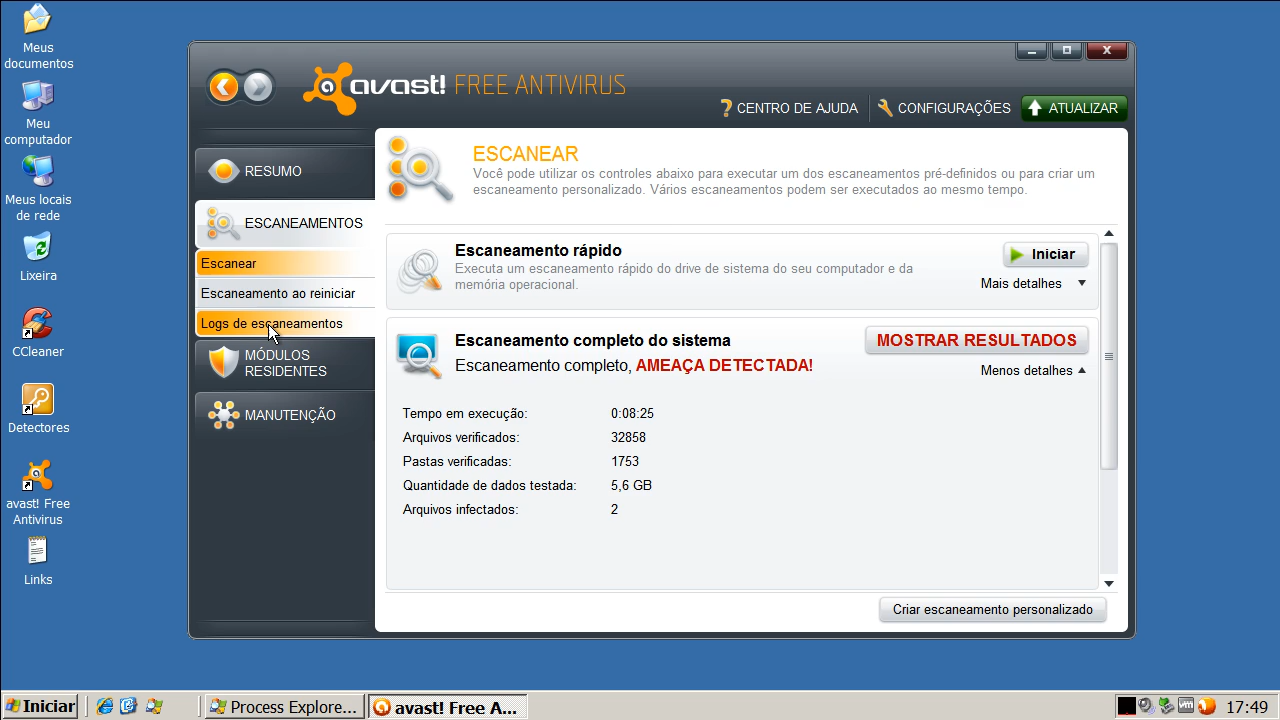 Meus
documentos
Meu
computador
Meus locais
de rede
Lixeira
CCleaner
Detectores
avast! Free
Antivirus
Links
avast! FREE ANTIVIRUS
CENTRO DE AJUDA
CONFIGURAÇÕES
ATUALIZAR
RESUMO
ESCANEAMENTOS
Escanear
Escaneamento ao reiniciar
Logs de escaneamentos
MÓDULOS
RESIDENTES
MANUTENÇÃO
ESCANEAR
Você pode utilizar os controles abaixo para executar um dos escaneamentos pré-definidos ou para criar um
escaneamento personalizado. Vários escaneamentos podem ser executados ao mesmo tempo.
Escaneamento rápido
Executa um escaneamento rápido do drive de sistema do seu computador e da
memória operacional.
Iniciar
Mais detalhes
Escaneamento completo do sistema
Escaneamento completo, AMEAÇA DETECTADA!
MOSTRAR RESULTADOS
Menos detalhes
Tempo em execução: 0:08:25
Arquivos verificados: 32858
Pastas verificadas: 1753
Quantidade de dados testada: 5,6 GB
Arquivos infectados: 2
Criar escaneamento personalizado
Iniciar
Process Explore...
avast! Free A...
17:49